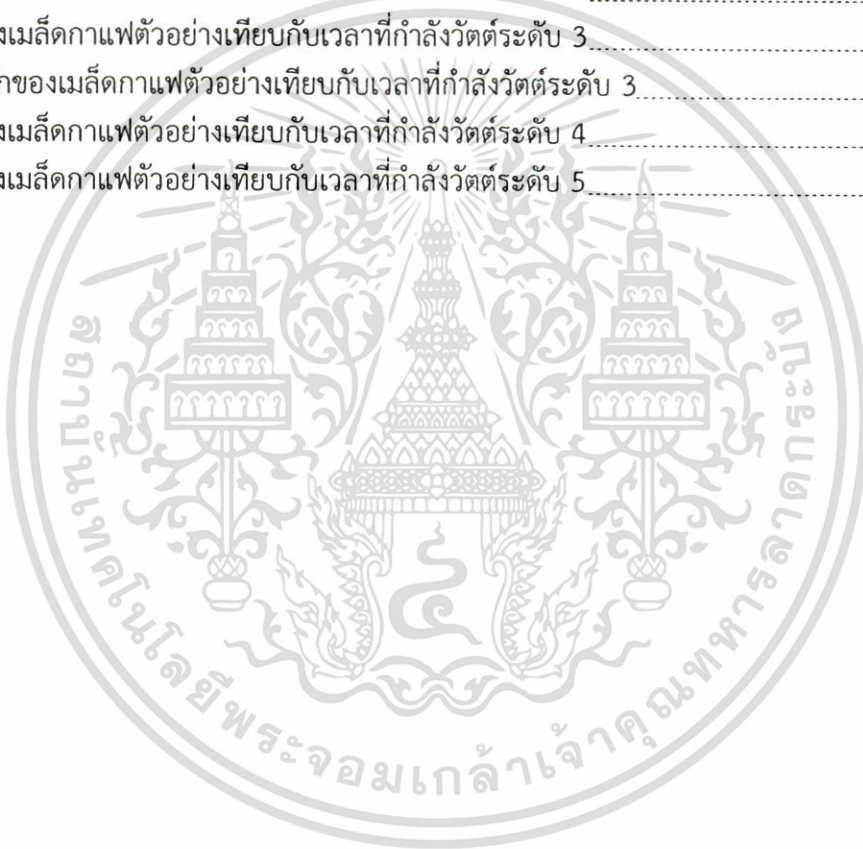 งเมล็ดกาแฟตัวอย่างเทียบกับเวลาที่กำลังวัตต์ระดับ 3
กของเมล็ดกาแฟตัวอย่างเทียบกับเวลาที่กำลังวัตต์ระดับ 3
งเมล็ดกาแฟตัวอย่างเทียบกับเวลาที่กำลังวัตต์ระดับ 4
งเมล็ดกาแฟตัวอย่างเทียบกับเวลาที่กำลังวัตต์ระดับ 5
๔
สถาบันเทคโนโลยีพระจอมเกล้าเจ้าคุณทหารลาดกระบัง